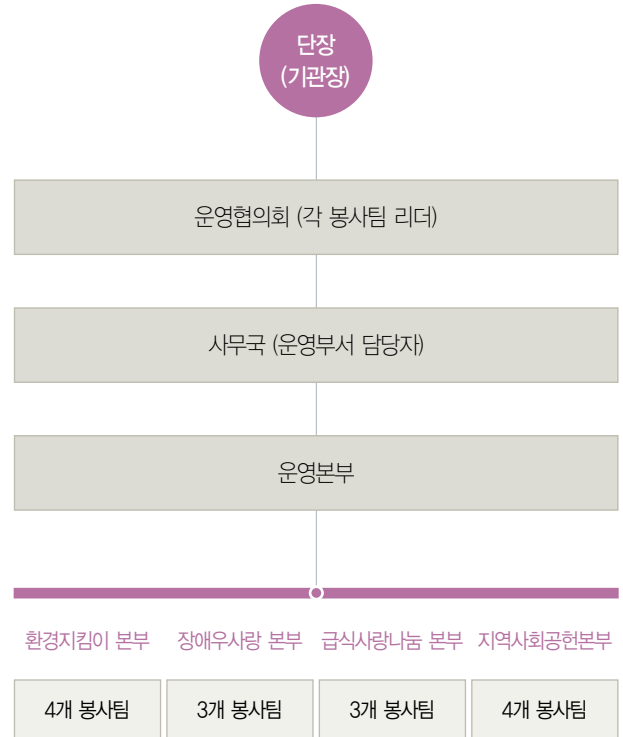 단장
(기관장)
운영협의회 (각 봉사팀 리더)
사무국 (운영부서 담당자)
운영본부
환경지킴이 본부 장애우사랑 본부 급식사랑나눔 본부 지역사회공헌본부
4개 봉사팀 3개 봉사팀 3개 봉사팀 4개 봉사팀